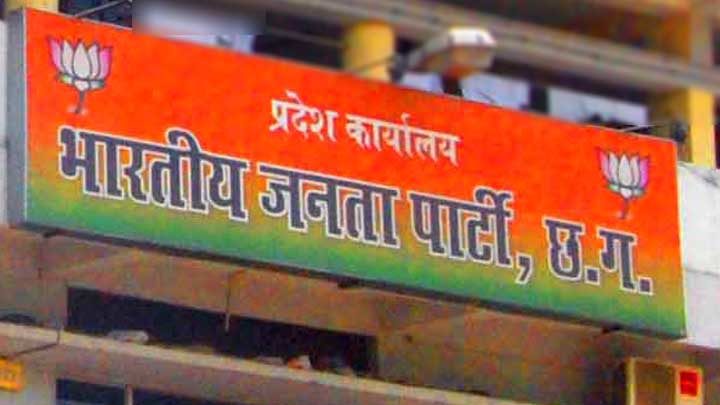 प्रदेश कार्यालय
भारतीय जनता पार्टी, छ.ग.